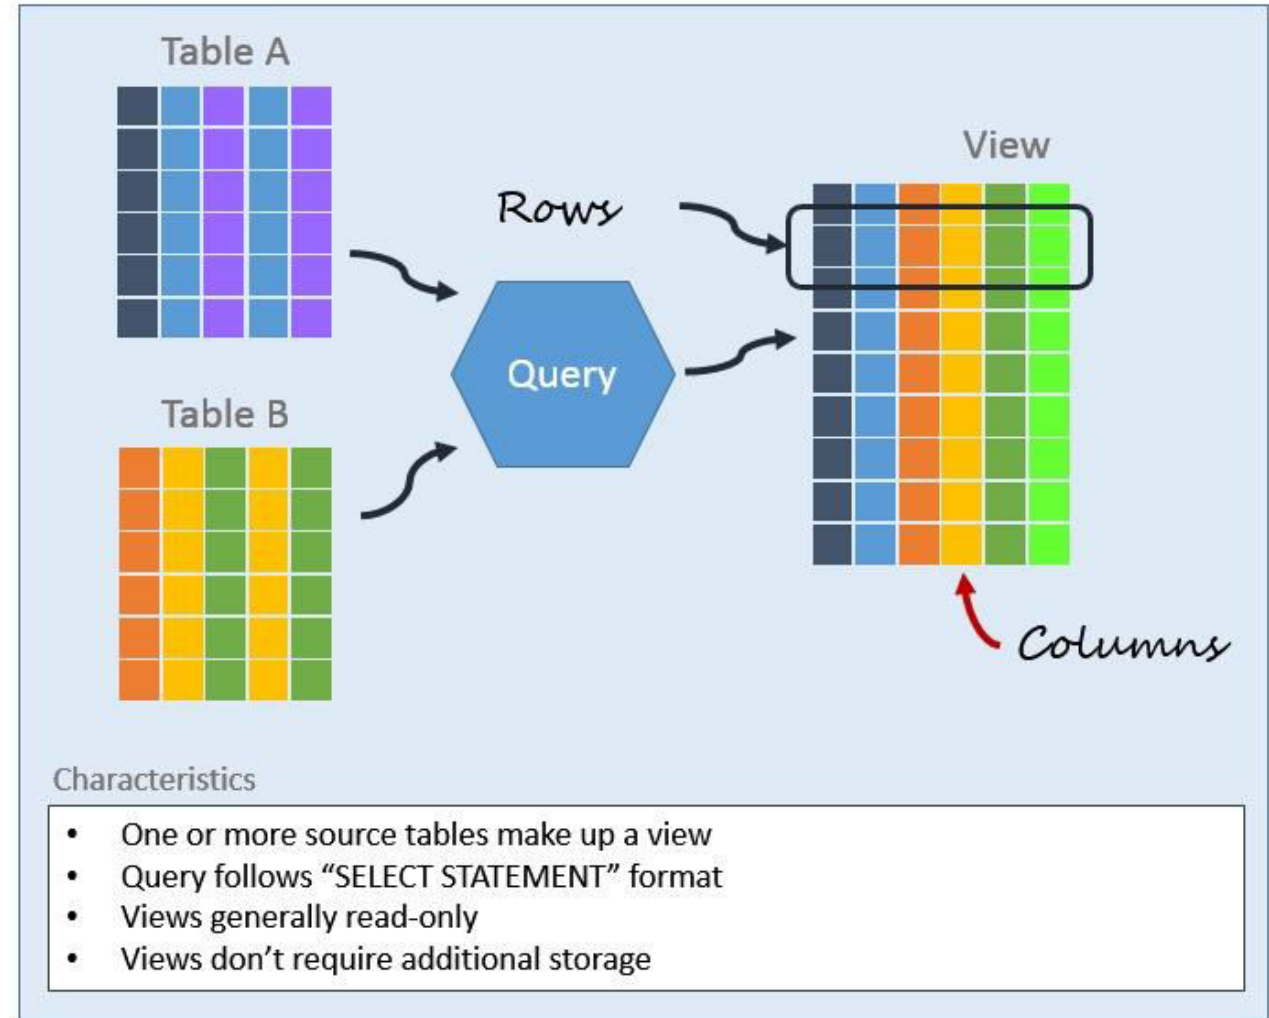 Table A
View
Rows
Query
Table B
Columns
Characteristics
• One or more source tables make up a view
• Query follows “SELECT STATEMENT” format
• Views generally read-only
• Views don’t require additional storage